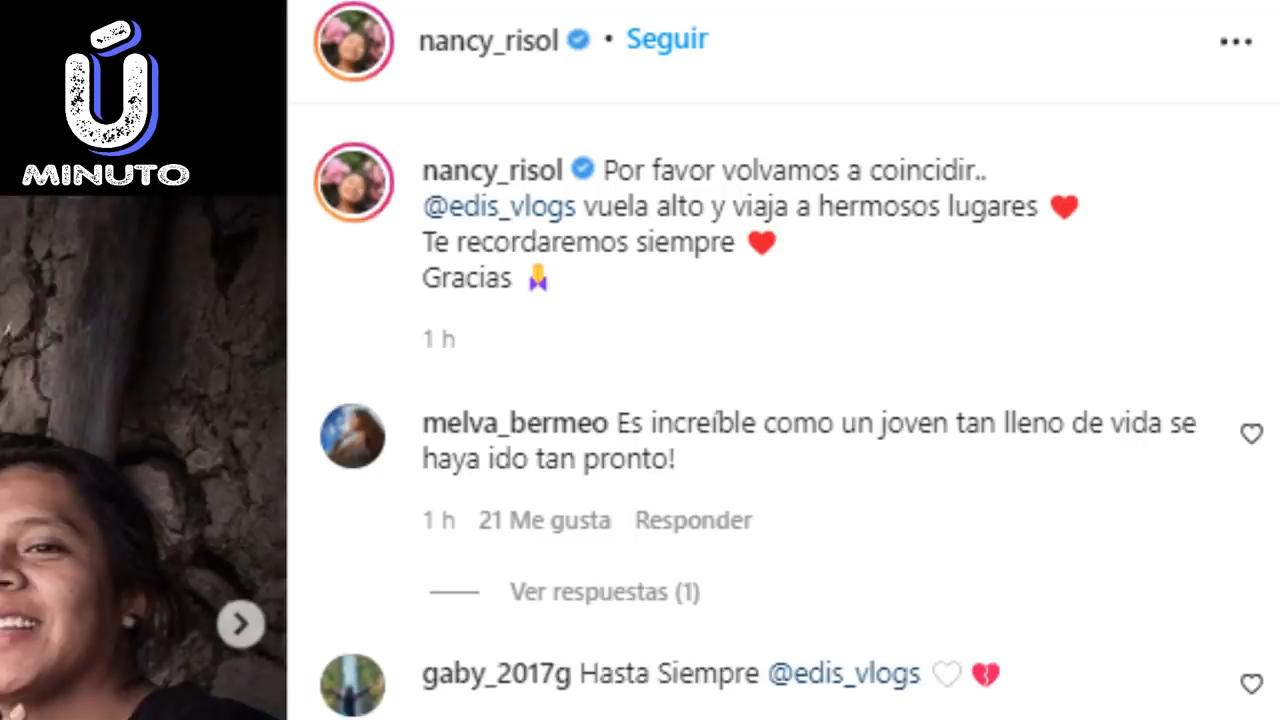 Ú
MINUTO
nancy_risol • Seguir
nancy_risol Por favor volvamos a coincidir..
@edis_vlogs vuela alto y viaja a hermosos lugares ❤️
Te recordaremos siempre ❤️
Gracias 🙏
1 h
melva_bermeo Es increíble como un joven tan lleno de vida se
haya ido tan pronto!
1 h 21 Me gusta Responder
Ver respuestas (1)
gaby_2017g Hasta Siempre @edis_vlogs 🤍💔